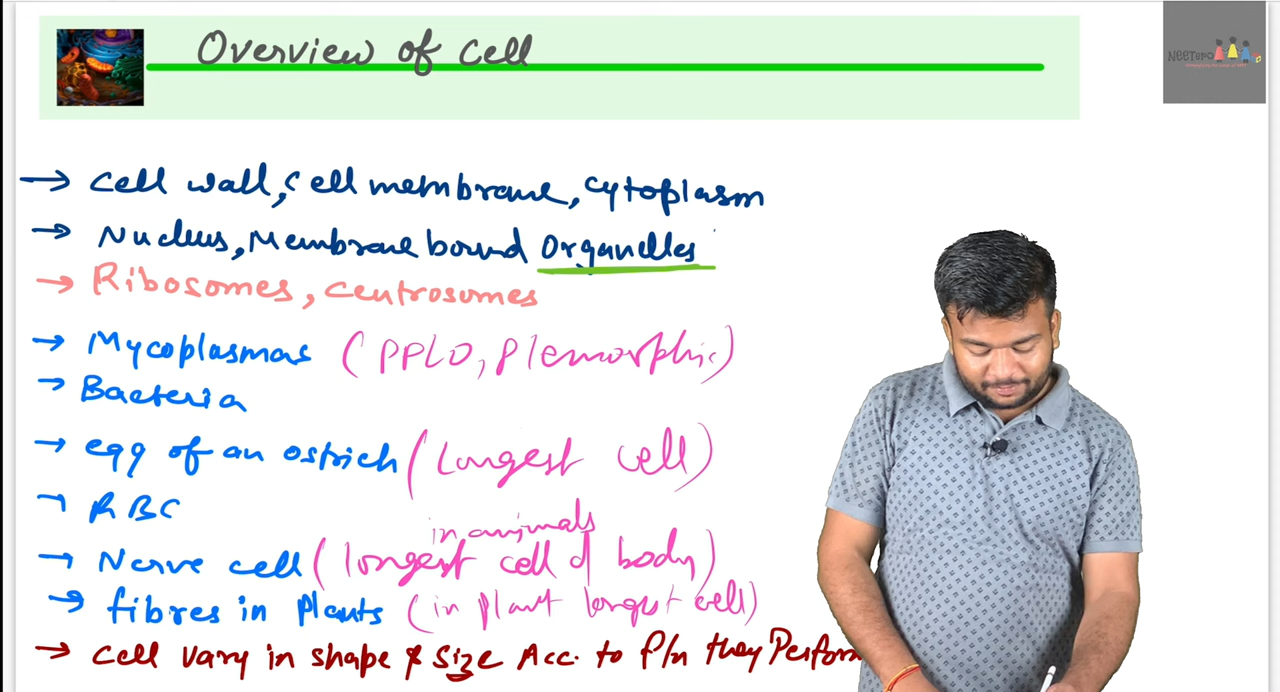 Overview of cell
NEETopo
→ Cell wall, Cell membrane, Cytoplasm
→ Nucleus, Membrane bound Organelles
→ Ribosomes, Centrosomes
→ Mycoplasmas (PPLO, Plemorphic)
→ Bacteria
→ egg of an ostrich (Longest cell)
→ RBC
in animals
→ Nerve cell (longest cell of body)
→ fibres in plants (in plant longest cell)
→ cell vary in shape & Size Acc. to f/n they Perform